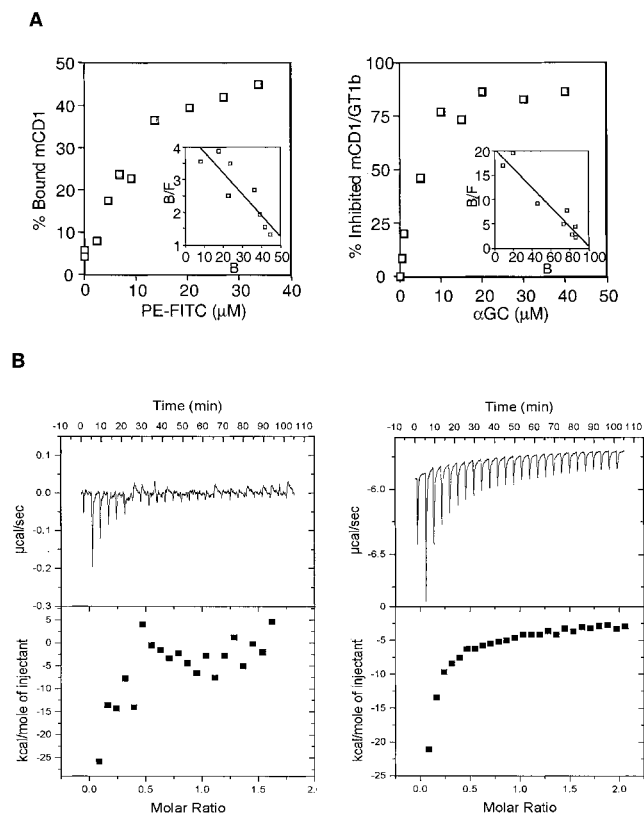 A
50
40
30
20
10
0
% Bound mCD1
4
3
2
1
B/F
0 10 20 30 40 50
B
0 10 20 30 40
PE-FITC (µM)
100
75
50
25
0
% Inhibited mCD1/GT1b
20
15
10
5
0
B/F
0 20 40 60 80 100
B
0 10 20 30 40 50
αGC (µM)
B
Time (min)
-10 0 10 20 30 40 50 60 70 80 90 100 110
0.1
0.0
-0.1
-0.2
-0.3
µcal/sec
5
0
-5
-10
-15
-20
-25
kcal/mole of injectant
0.0 0.5 1.0 1.5 2.0
Molar Ratio
Time (min)
-10 0 10 20 30 40 50 60 70 80 90 100 110
-6.0
-6.5
µcal/sec
0
-5
-10
-15
-20
-25
kcal/mole of injectant
0.0 0.5 1.0 1.5 2.0
Molar Ratio